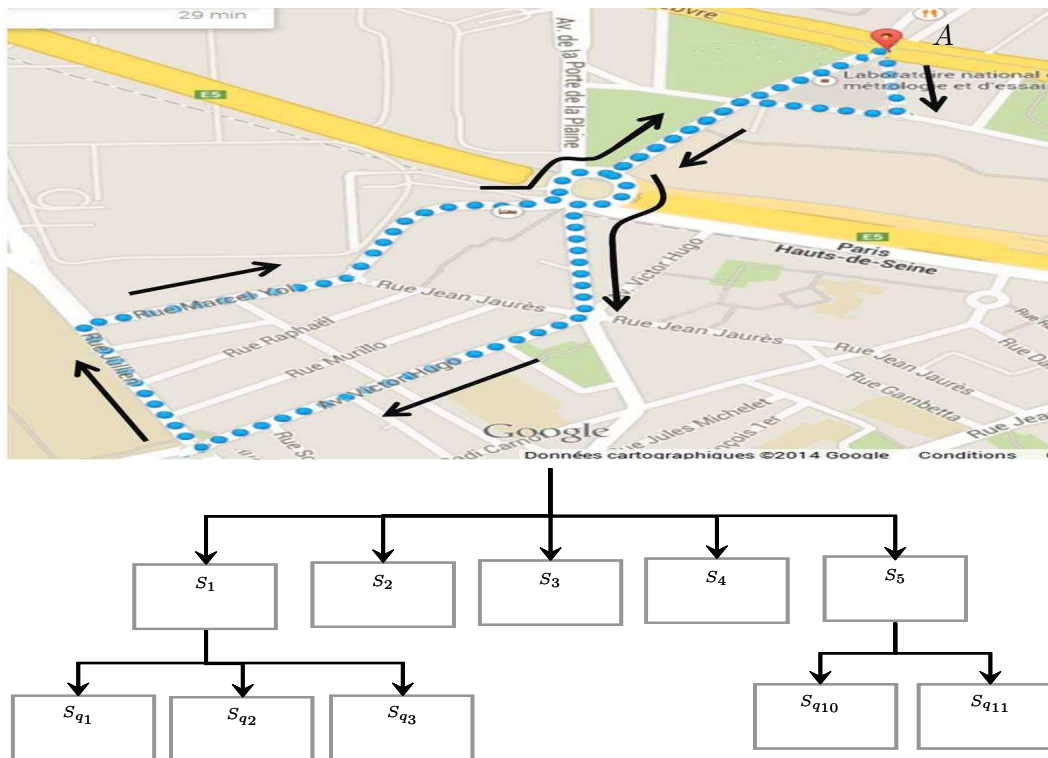 29 min
A
Laboratoire national
métrologie et d'essai
Av. de la Porte de la Plaine
E5
E5
Paris
Hauts-de-Seine
Victor Hugo
Rue Marcel Yol
Rue Jean Jaurès
Rue Jean Jaurès
Rue Jean Jaurès
Rue Raphaël
Rue Murillo
Rue Jullien
Av. Victor Hugo
Rue Gambetta
Rue Jules Michelet
Rue Jea
Google
Données cartographiques ©2014 Google Conditions
S1
S2
S3
S4
S5
Sq1
Sq2
Sq3
Sq10
Sq11